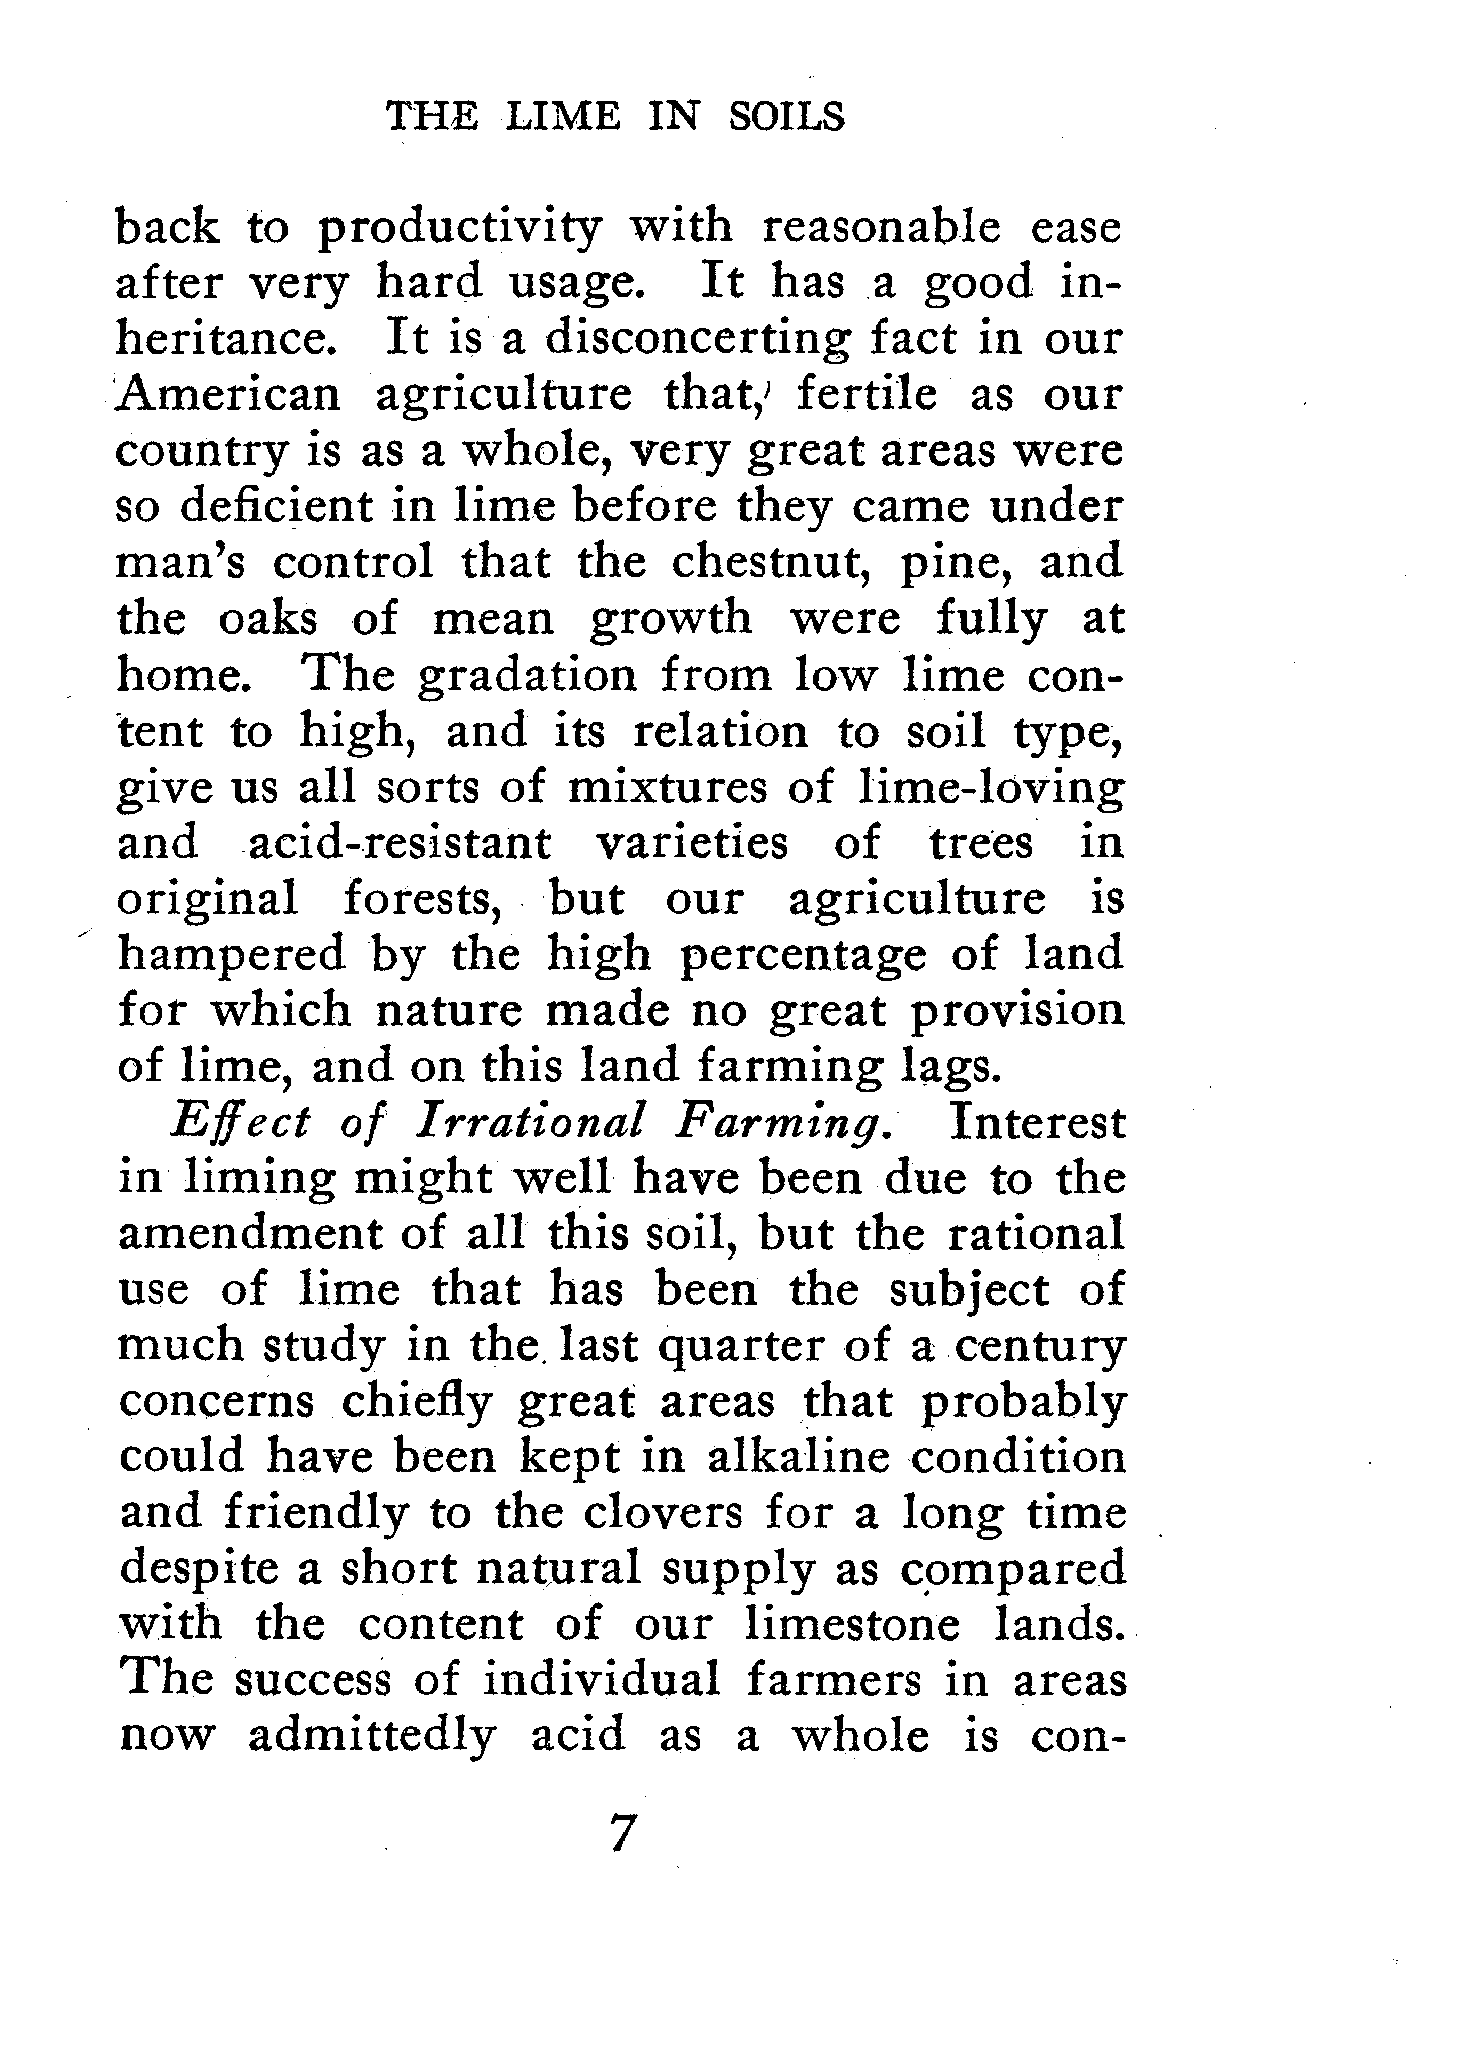 THE LIME IN SOILS
back to productivity with reasonable ease
after very hard usage. It has a good in-
heritance. It is a disconcerting fact in our
American agriculture that, fertile as our
country is as a whole, very great areas were
so deficient in lime before they came under
man's control that the chestnut, pine, and
the oaks of mean growth were fully at
home. The gradation from low lime con-
tent to high, and its relation to soil type,
give us all sorts of mixtures of lime-loving
and acid-resistant varieties of trees in
original forests, but our agriculture is
hampered by the high percentage of land
for which nature made no great provision
of lime, and on this land farming lags.
Effect of Irrational Farming. Interest
in liming might well have been due to the
amendment of all this soil, but the rational
use of lime that has been the subject of
much study in the last quarter of a century
concerns chiefly great areas that probably
could have been kept in alkaline condition
and friendly to the clovers for a long time
despite a short natural supply as compared
with the content of our limestone lands.
The success of individual farmers in areas
now admittedly acid as a whole is con-
7